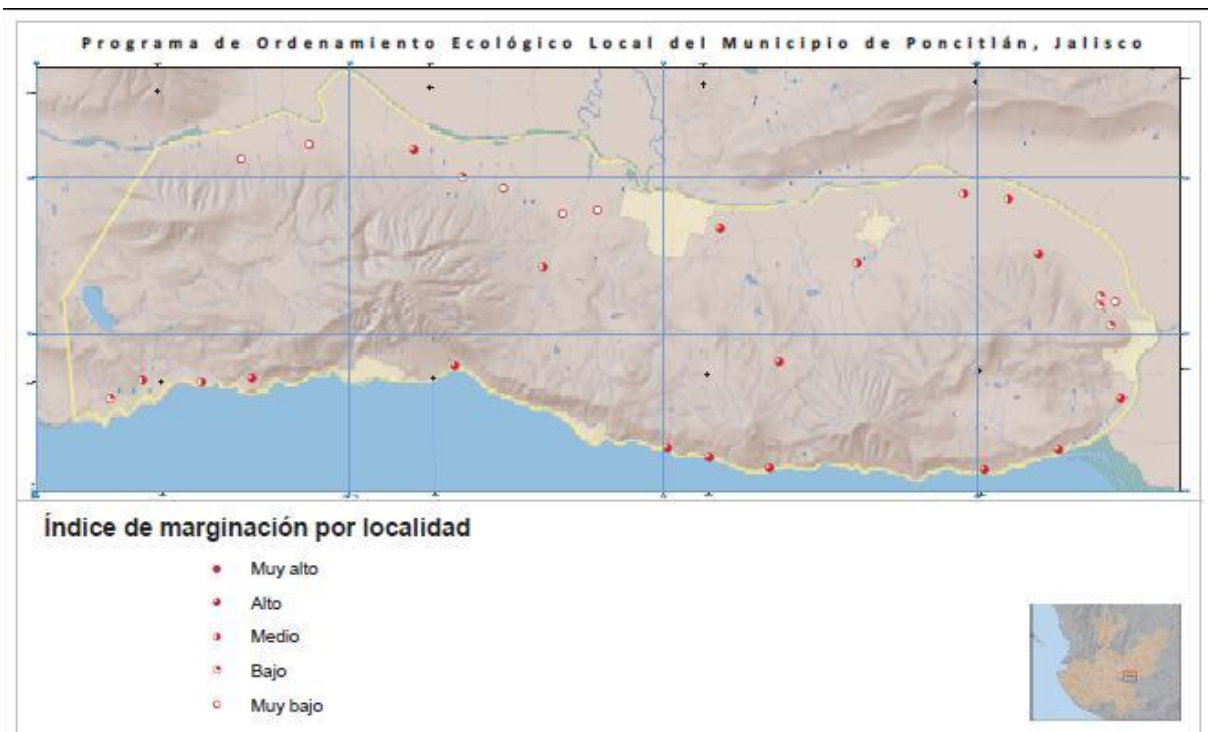 Programa de Ordenamiento Ecológico Local del Municipio de Poncitlán, Jalisco
Índice de marginación por localidad
Muy alto
Alto
Medio
Bajo
Muy bajo